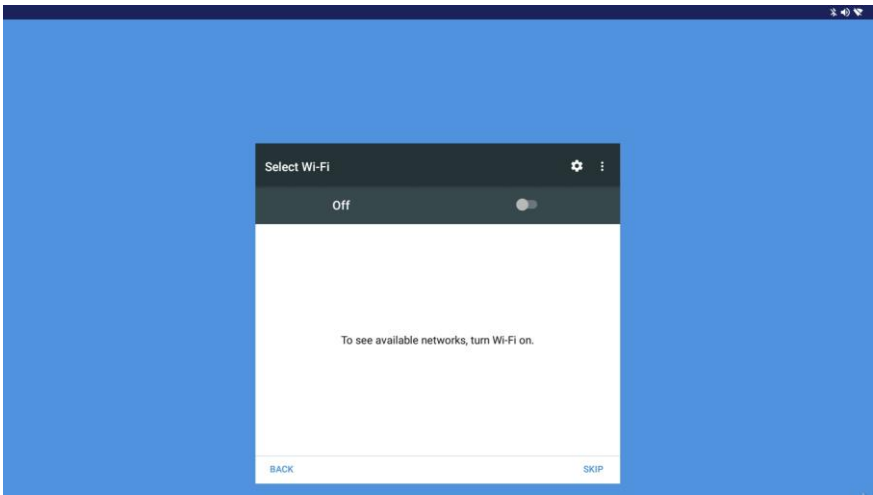 Select Wi-Fi
Off
To see available networks, turn Wi-Fi on.
BACK
SKIP